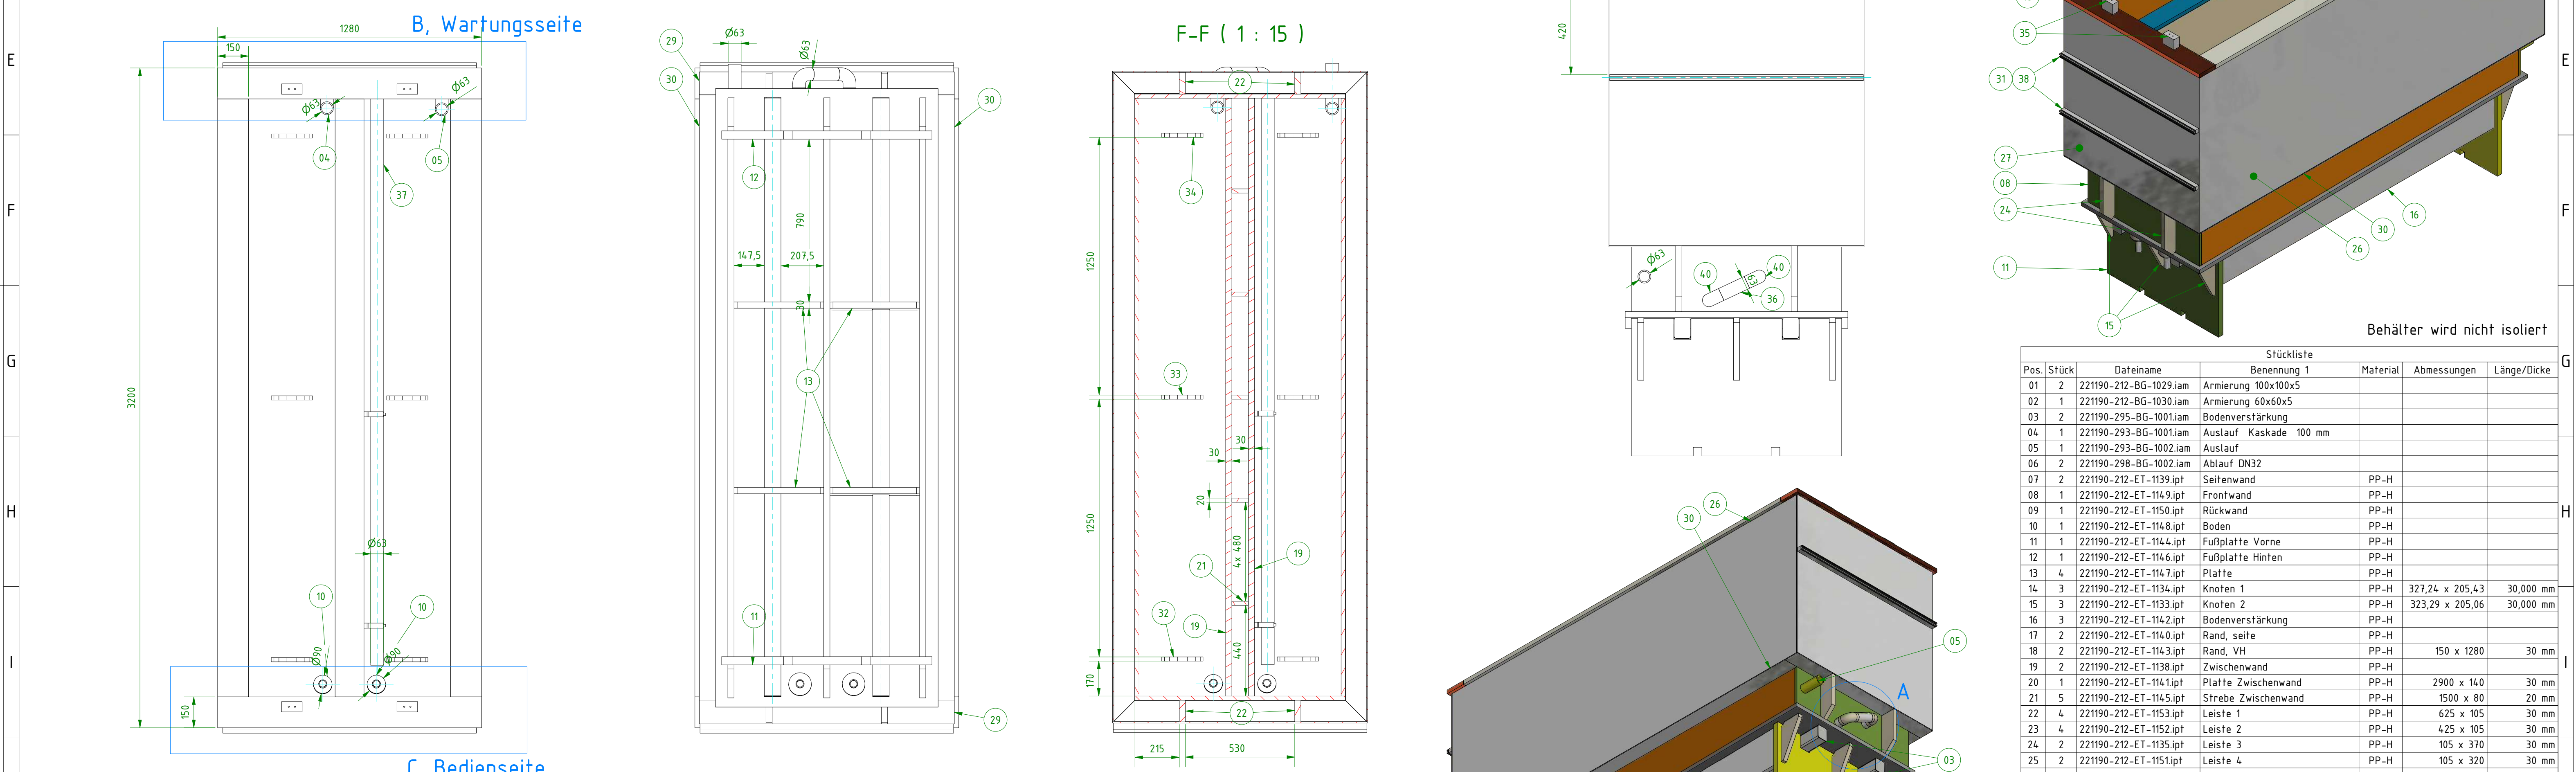 B, Wartungsseite
1280
150
Ø63
Ø63
04
05
37
3200
Ø63
10
10
Ø90
Ø90
150
C, Bedienseite
29
30
Ø63
Ø63
30
12
790
147,5
207,5
30
13
11
29
F-F ( 1 : 15 )
22
34
1250
33
30
30
20
1250
4x 480
19
21
32
19
440
170
22
215
530
420
Ø63
40
63
40
36
26
30
05
A
03
35
31
38
27
08
24
11
15
16
30
26
Behälter wird nicht isoliert
Stückliste
Pos. Stück Dateiname Benennung 1 Material Abmessungen Länge/Dicke
01 2 221190-212-BG-1029.iam Armierung 100x100x5
02 1 221190-212-BG-1030.iam Armierung 60x60x5
03 2 221190-295-BG-1001.iam Bodenverstärkung
04 1 221190-293-BG-1001.iam Auslauf Kaskade 100 mm
05 1 221190-293-BG-1002.iam Auslauf
06 2 221190-298-BG-1002.iam Ablauf DN32
07 2 221190-212-ET-1139.ipt Seitenwand PP-H
08 1 221190-212-ET-1149.ipt Frontwand PP-H
09 1 221190-212-ET-1150.ipt Rückwand PP-H
10 1 221190-212-ET-1148.ipt Boden PP-H
11 1 221190-212-ET-1144.ipt Fußplatte Vorne PP-H
12 1 221190-212-ET-1146.ipt Fußplatte Hinten PP-H
13 4 221190-212-ET-1147.ipt Platte PP-H
14 3 221190-212-ET-1134.ipt Knoten 1 PP-H 327,24 x 205,43 30,000 mm
15 3 221190-212-ET-1133.ipt Knoten 2 PP-H 323,29 x 205,06 30,000 mm
16 3 221190-212-ET-1142.ipt Bodenverstärkung PP-H
17 2 221190-212-ET-1140.ipt Rand, seite PP-H
18 2 221190-212-ET-1143.ipt Rand, VH PP-H 150 x 1280 30 mm
19 2 221190-212-ET-1138.ipt Zwischenwand PP-H
20 1 221190-212-ET-1141.ipt Platte Zwischenwand PP-H 2900 x 140 30 mm
21 5 221190-212-ET-1145.ipt Strebe Zwischenwand PP-H 1500 x 80 20 mm
22 4 221190-212-ET-1153.ipt Leiste 1 PP-H 625 x 105 30 mm
23 4 221190-212-ET-1152.ipt Leiste 2 PP-H 425 x 105 30 mm
24 2 221190-212-ET-1135.ipt Leiste 3 PP-H 105 x 370 30 mm
25 2 221190-212-ET-1151.ipt Leiste 4 PP-H 105 x 320 30 mm
E
F
G
H
I
E
F
G
H
I